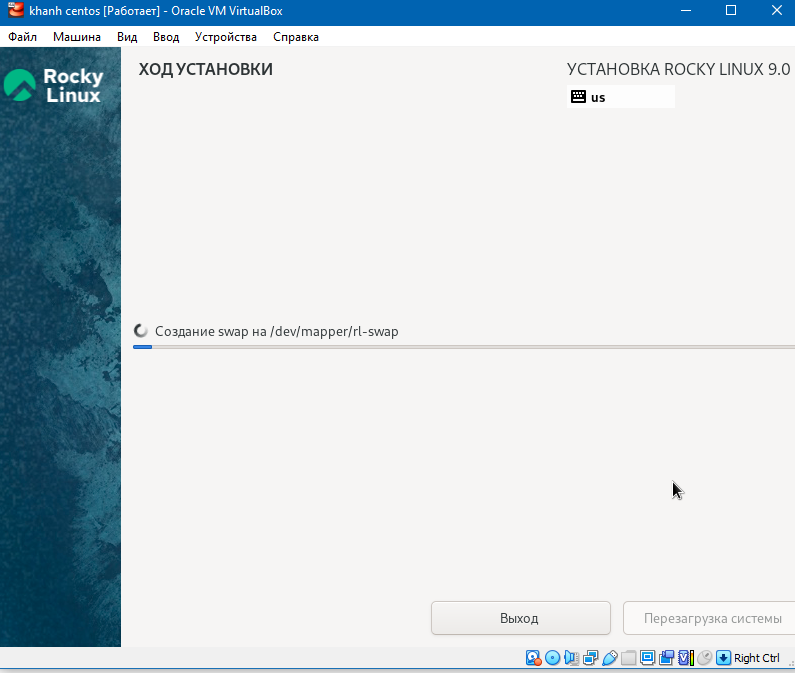 khanh centos [Работает] - Oracle VM VirtualBox
Файл Машина Вид Ввод Устройства Справка
Rocky
Linux
ХОД УСТАНОВКИ
УСТАНОВКА ROCKY LINUX 9.0
us
Создание swap на /dev/mapper/rl-swap
Выход
Перезагрузка системы
Right Ctrl